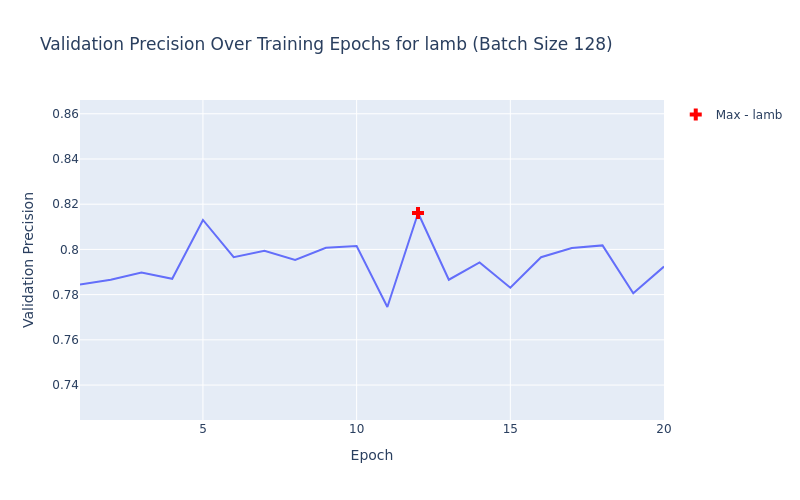 Validation Precision Over Training Epochs for lamb (Batch Size 128)
0.86
0.84
0.82
0.8
0.78
0.76
0.74
Validation Precision
5
10
15
20
Epoch
Max - lamb